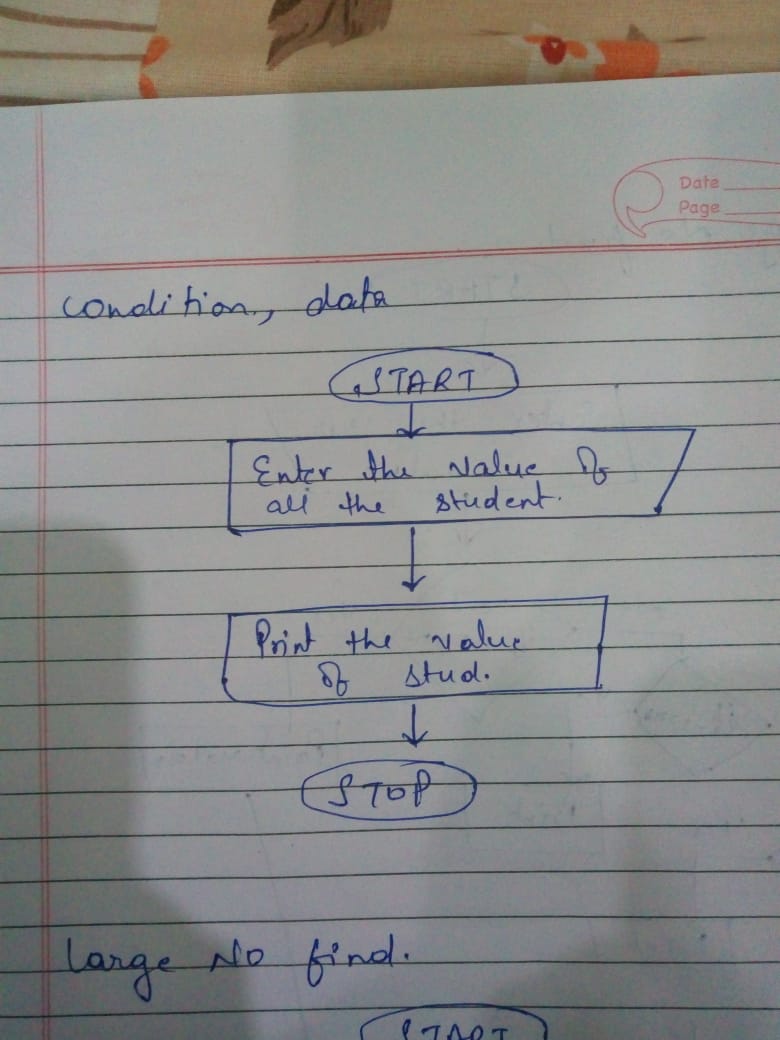 Date
Page
condition, data
START
Enter the value of
all the student.
Print the value
of stud.
STOP
Large No find.
START